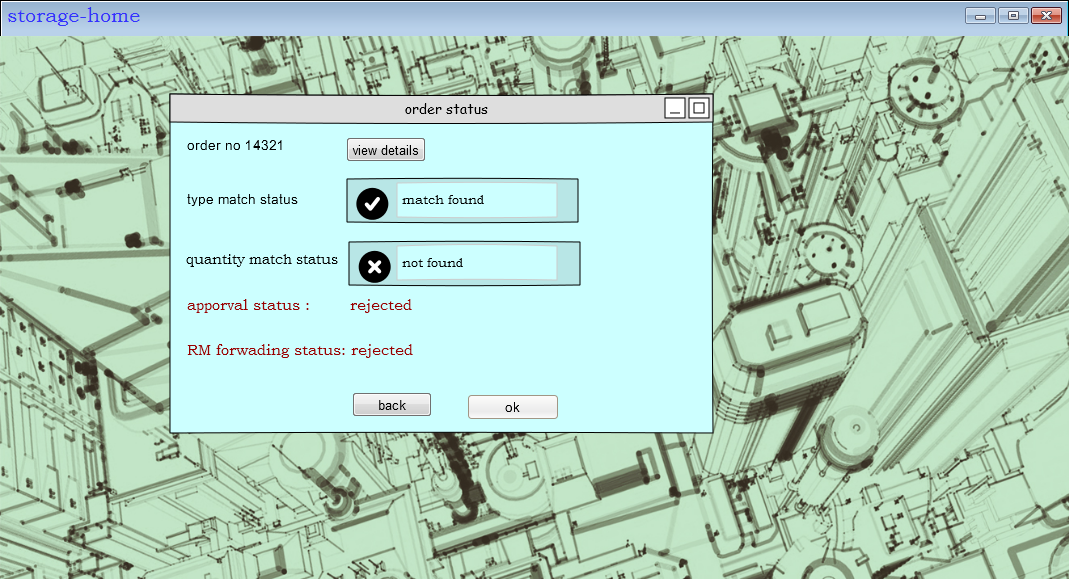 storage-home
order status
order no 14321
view details
type match status
match found
quantity match status
not found
apporval status :
rejected
RM forwading status: rejected
back
ok